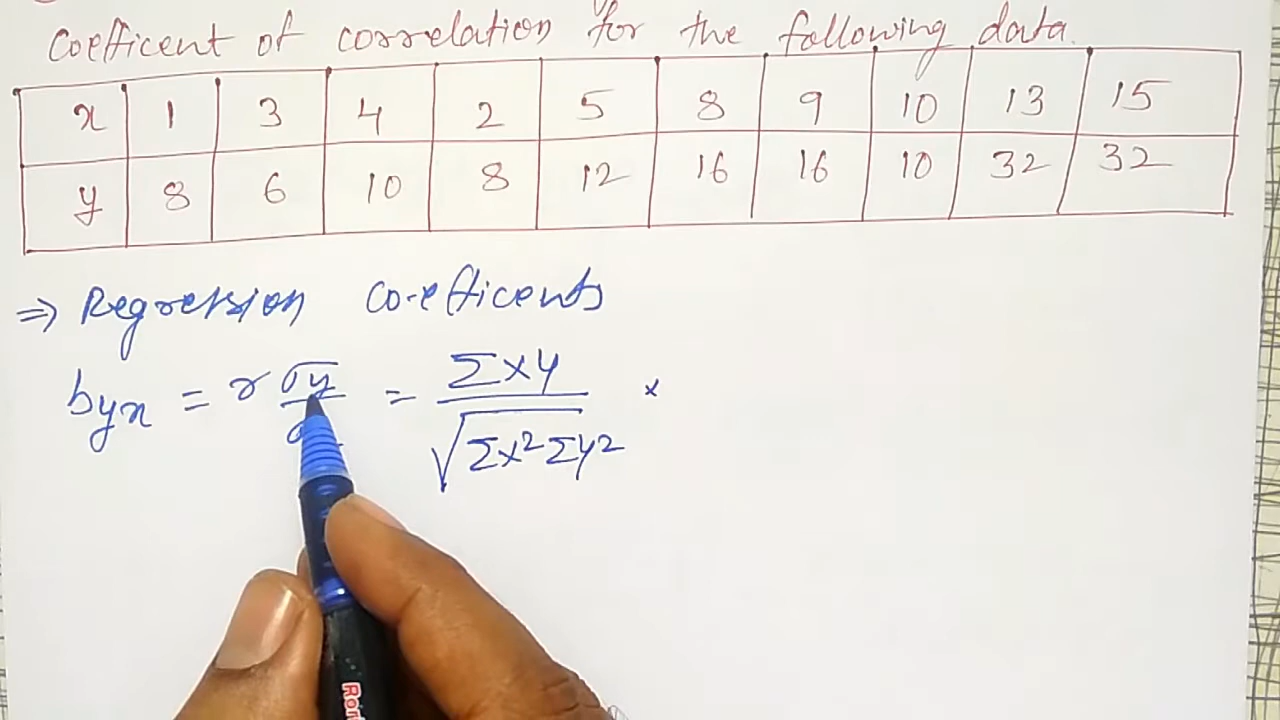 Coefficent of correlation for the following data.
x 1 3 4 2 5 8 9 10 13 15
y 8 6 10 8 12 16 16 10 32 32
⇒ Regression co-efficents
byx = r σy = ΣXY ×
√ΣX²ΣY²